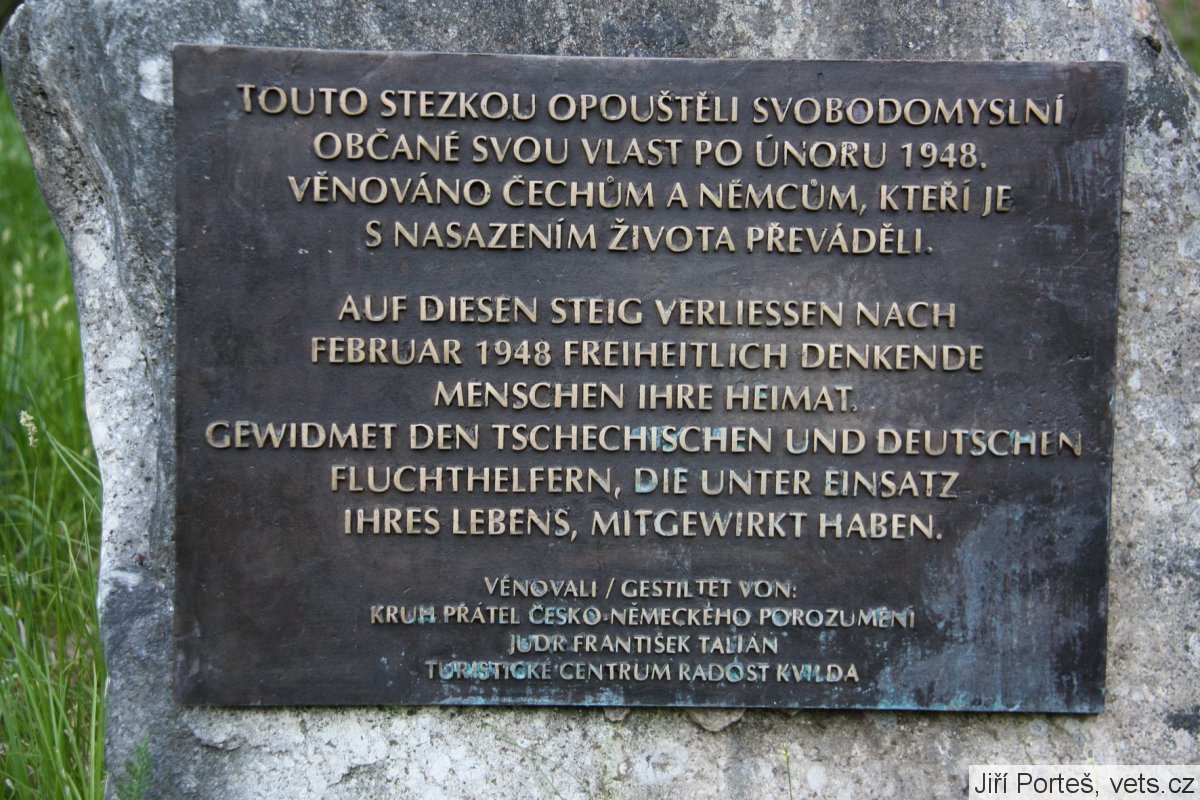 TOUTO STEZKOU OPOUŠTĚLI SVOBODOMYSLNÍ
OBČANÉ SVOU VLAST PO ÚNORU 1948.
VĚNOVÁNO ČECHŮM A NĚMCŮM, KTEŘÍ JE
S NASAZENÍM ŽIVOTA PŘEVÁDĚLI.
AUF DIESEN STEIG VERLIESSEN NACH
FEBRUAR 1948 FREIHEITLICH DENKENDE
MENSCHEN IHRE HEIMAT.
GEWIDMET DEN TSCHECHISCHEN UND DEUTSCHEN
FLUCHTHELFERN, DIE UNTER EINSATZ
IHRES LEBENS, MITGEWIRKT HABEN.
VĚNOVALI / GESTILTET VON:
KRUH PŘÁTEL ČESKO-NĚMECKÉHO POROZUMĚNÍ
JUDR FRANTIŠEK TALIÁN
TURISTICKÉ CENTRUM RADOST KVILDA
Jiří Porteš, vets.cz